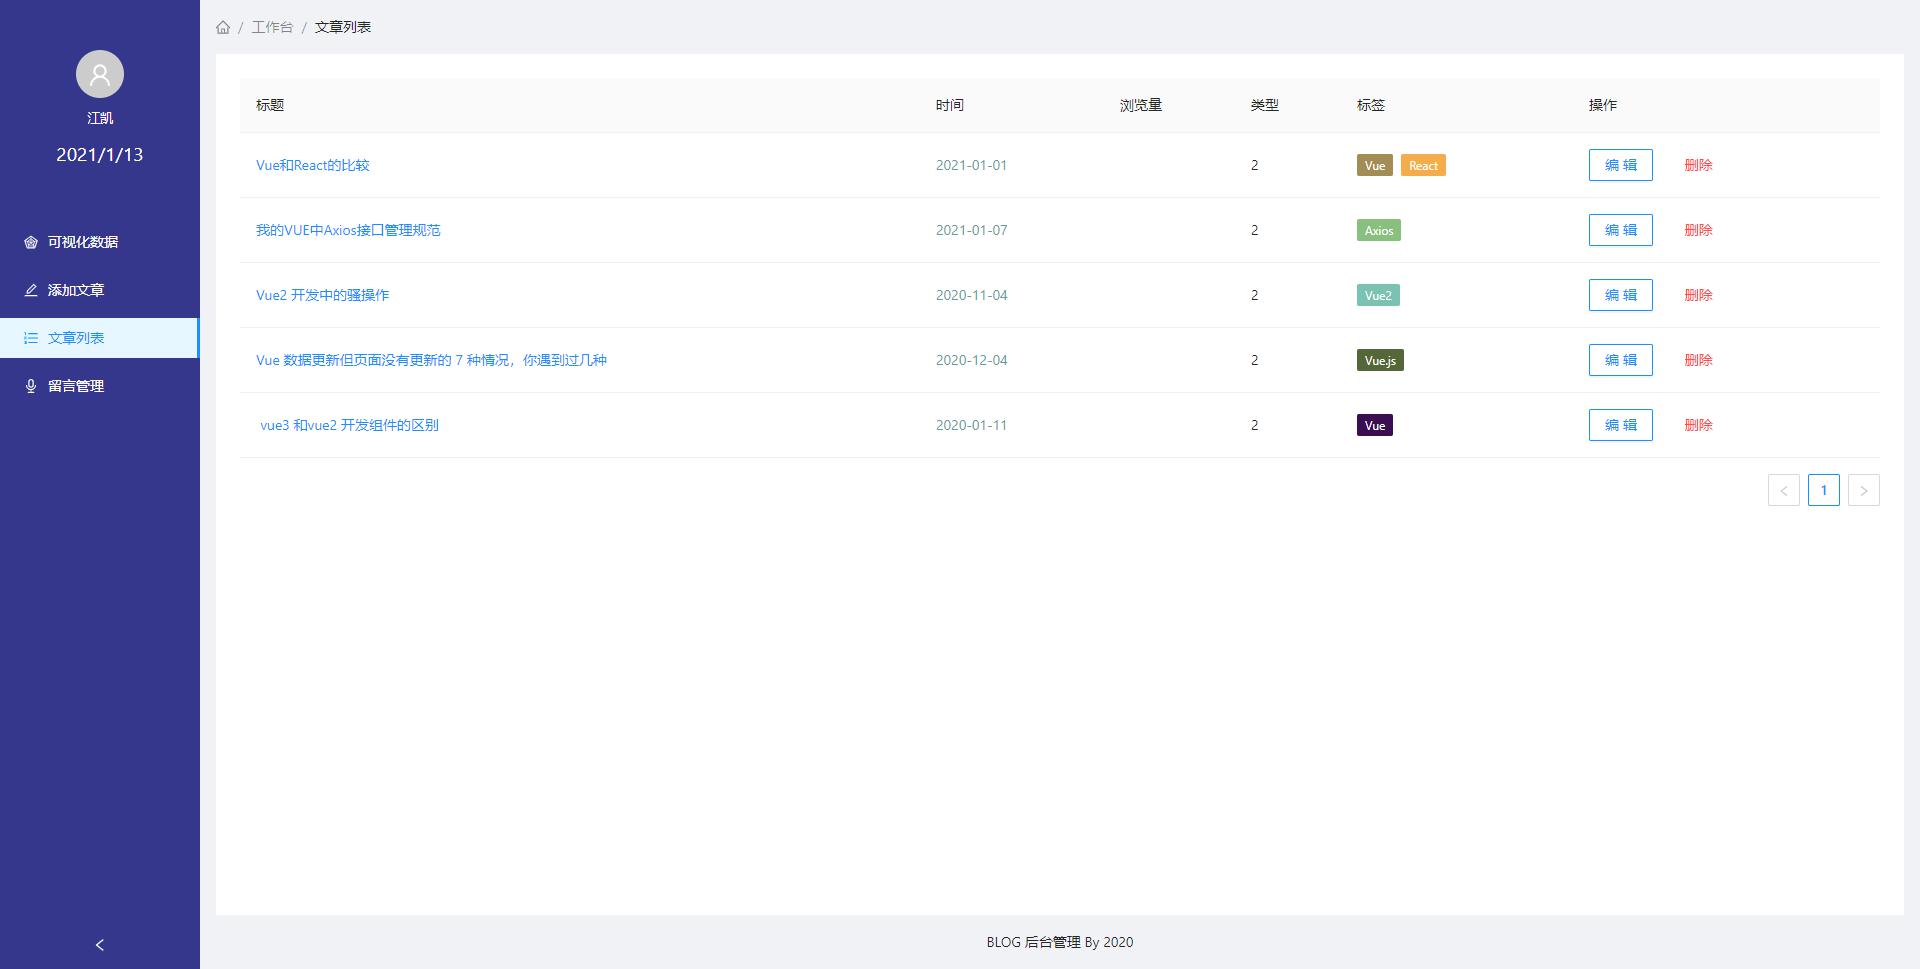 江凯
2021/1/13
可视化数据
添加文章
文章列表
留言管理
/ 工作台 / 文章列表
标题 时间 浏览量 类型 标签 操作
Vue和React的比较 2021-01-01 2 Vue React 编 辑 删除
我的VUE中Axios接口管理规范 2021-01-07 2 Axios 编 辑 删除
Vue2 开发中的骚操作 2020-11-04 2 Vue2 编 辑 删除
Vue 数据更新但页面没有更新的 7 种情况，你遇到过几种 2020-12-04 2 Vue.js 编 辑 删除
vue3 和vue2 开发组件的区别 2020-01-11 2 Vue 编 辑 删除
< 1 >
BLOG 后台管理 By 2020